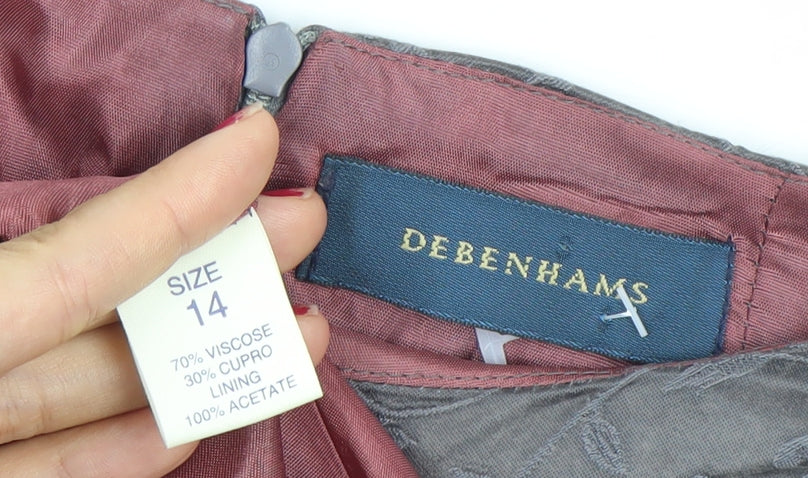 DEBENHAMS
SIZE
14
70% VISCOSE
30% CUPRO
LINING
100% ACETATE